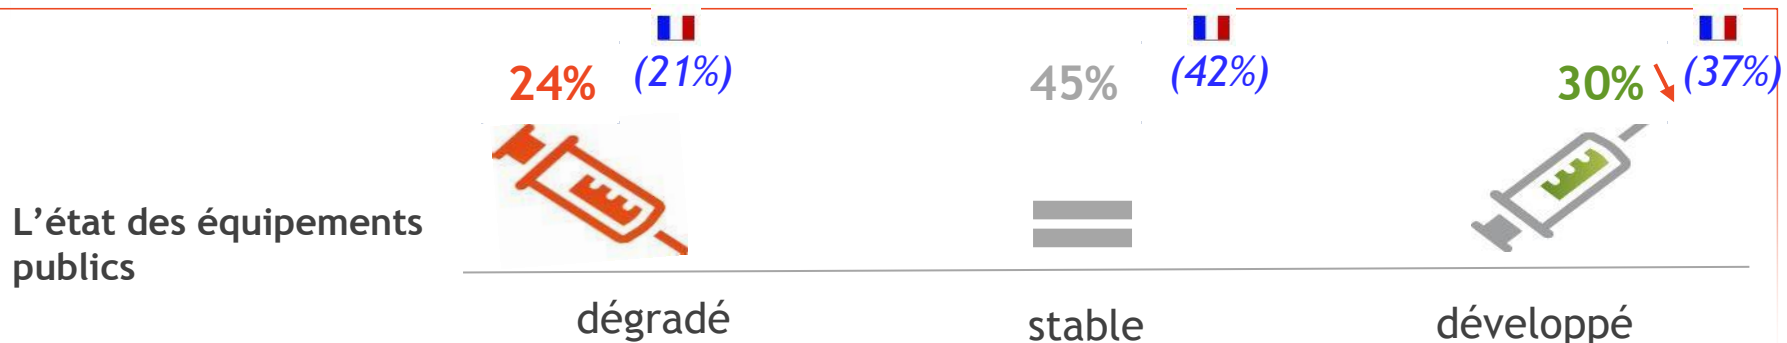 24% (21%) 45% (42%) 30% (37%)
L’état des équipements
publics
dégradé stable développé